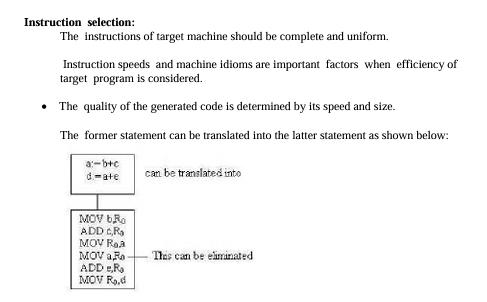 Instruction selection:
The instructions of target machine should be complete and uniform.
Instruction speeds and machine idioms are important factors when efficiency of
target program is considered.
• The quality of the generated code is determined by its speed and size.
The former statement can be translated into the latter statement as shown below:
a:=b+c
d:=a+e
can be translated into
MOV b,R₀
ADD c,R₀
MOV R₀,a
MOV a,R₀
This can be eliminated
ADD e,R₀
MOV R₀,d